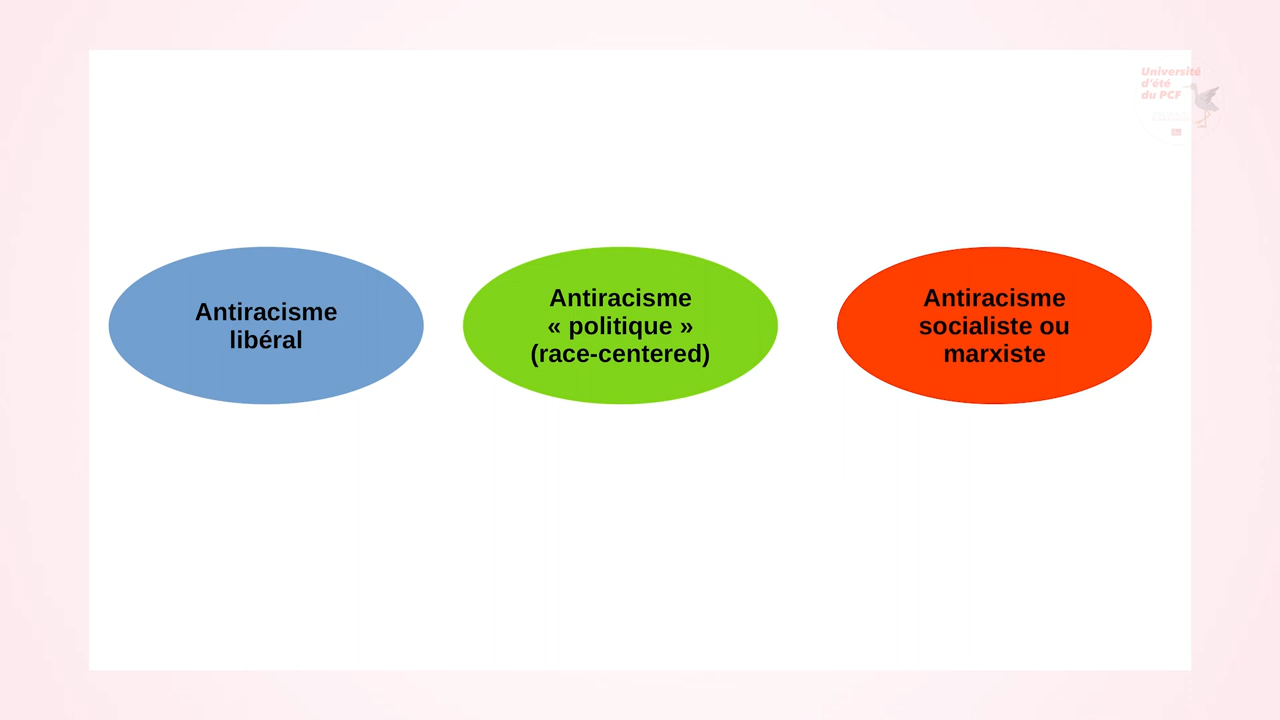 Université
d'été
du PCF
Antiracisme
libéral
Antiracisme
« politique »
(race-centered)
Antiracisme
socialiste ou
marxiste